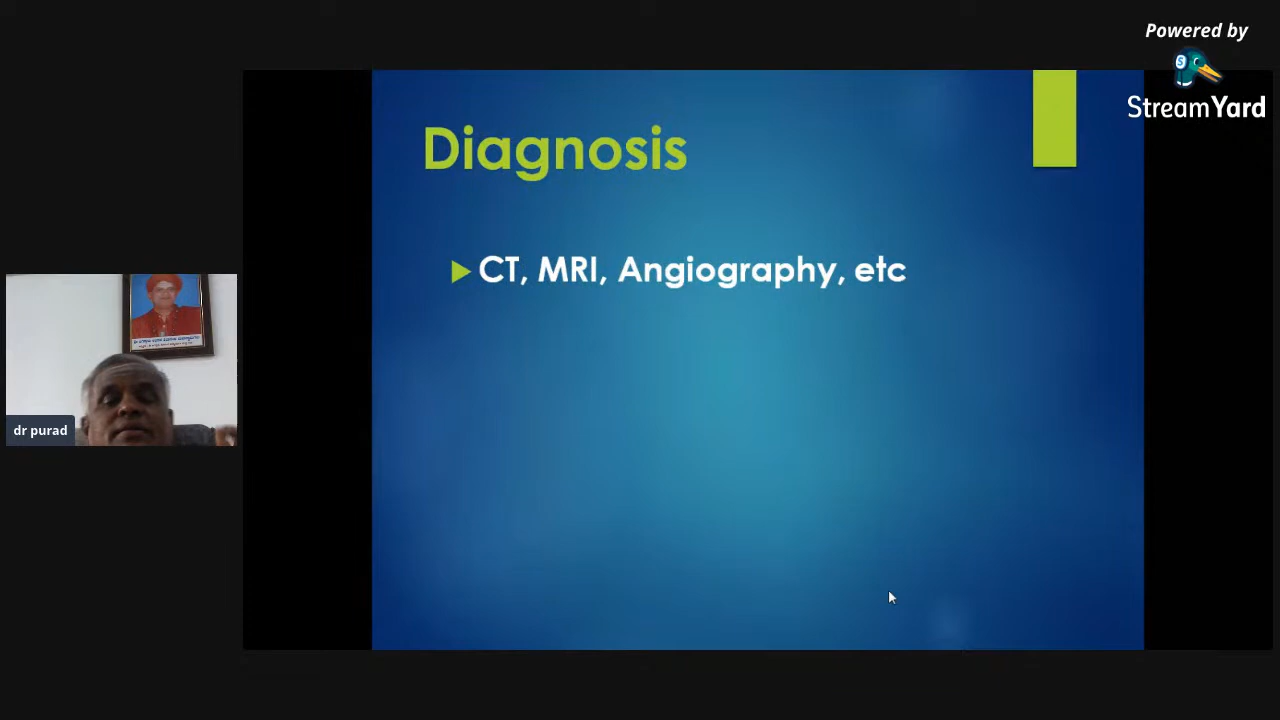 Powered by
StreamYard
Diagnosis
CT, MRI, Angiography, etc
dr purad